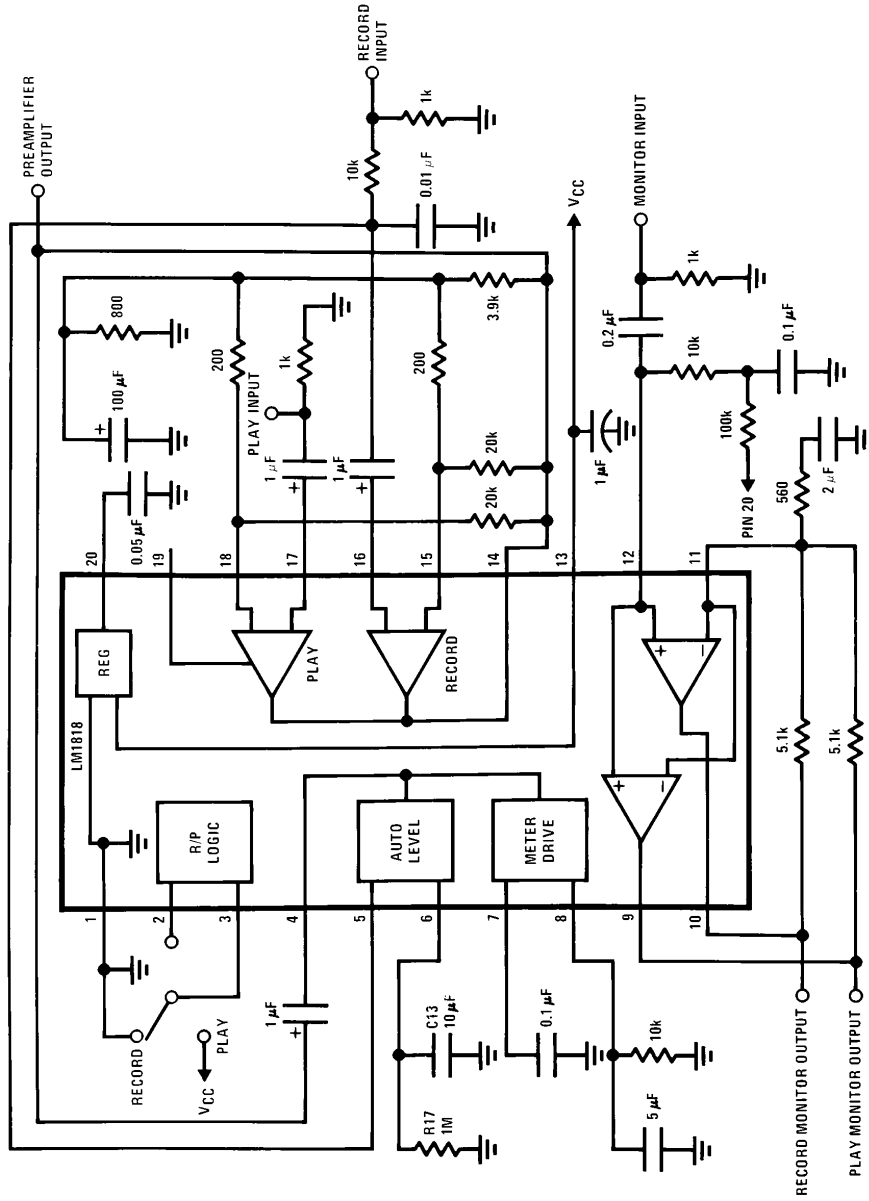 PREAMPLIFIER
OUTPUT
RECORD
INPUT
1k
10k
0.01 µF
800
100 µF
+
0.05 µF
200
1k
PLAY INPUT
1 µF
+
1 µF
+
200
3.9k
20k
20k
VCC
1 µF
MONITOR INPUT
0.2 µF
1k
10k
0.1 µF
100k
PIN 20
560
2 µF
20
19
18
17
16
15
14
13
12
11
LM1818
REG
PLAY
RECORD
R/P
LOGIC
AUTO
LEVEL
METER
DRIVE
+
−
+
−
1
2
3
4
5
6
7
8
9
10
RECORD
PLAY
VCC
1 µF
+
C13
10 µF
R17
1M
0.1 µF
10k
5 µF
5.1k
5.1k
RECORD MONITOR OUTPUT
PLAY MONITOR OUTPUT